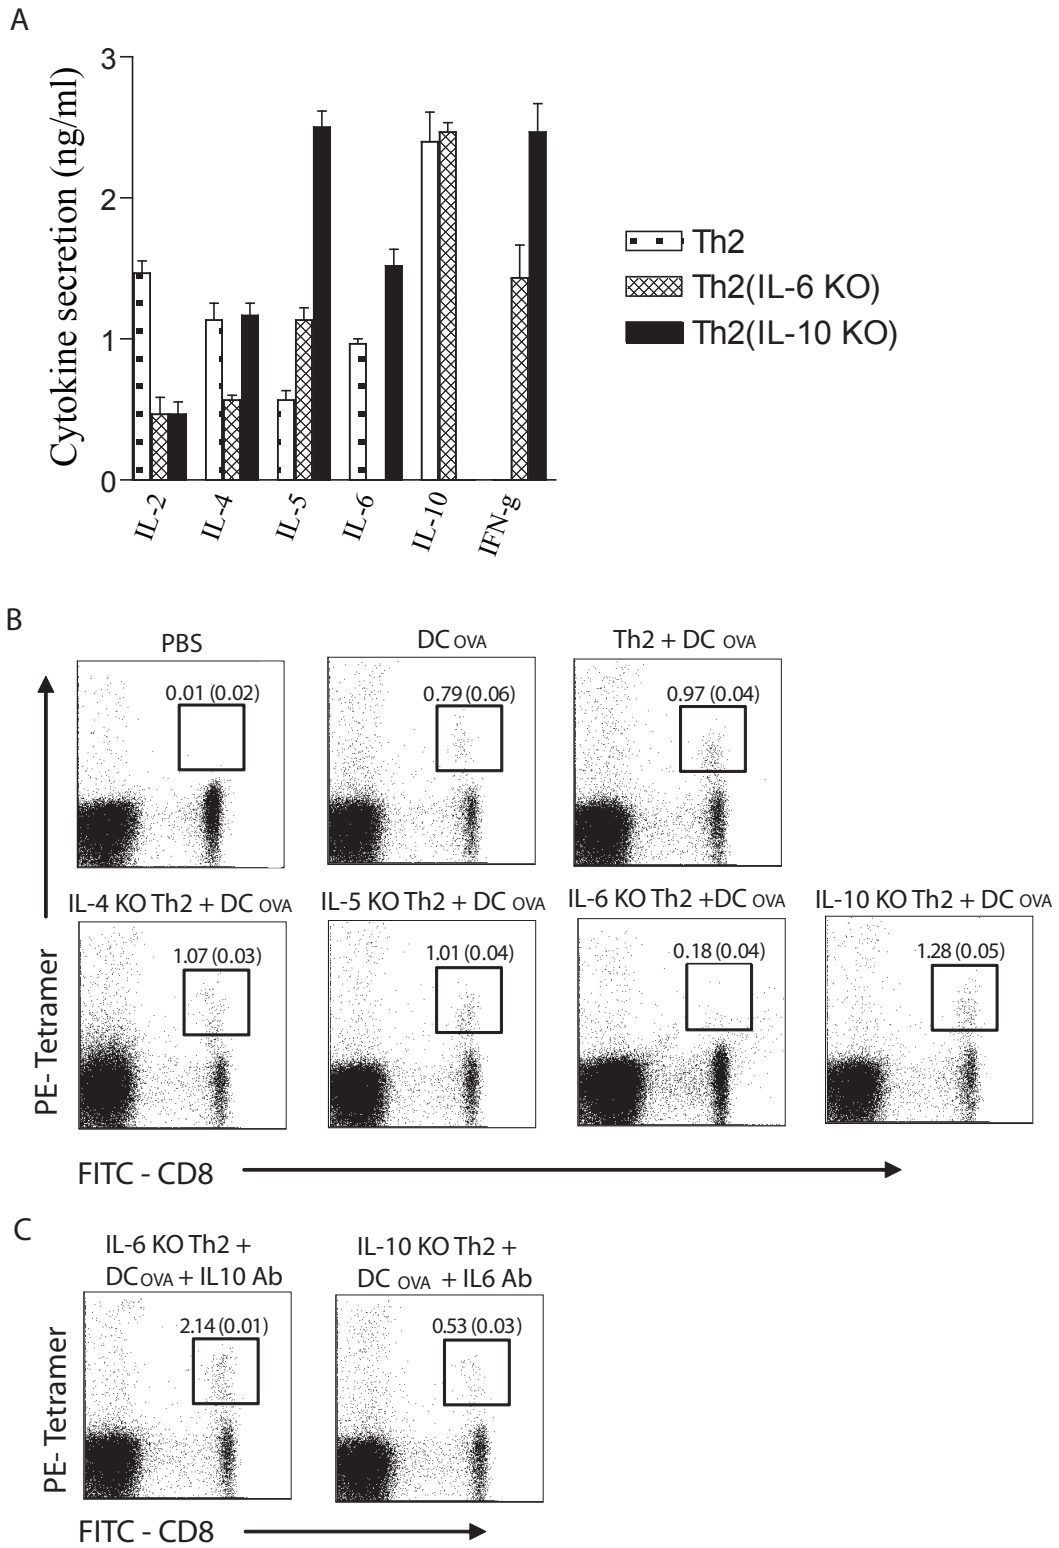 A
Cytokine secretion (ng/ml)
3
2
1
0
IL-2
IL-4
IL-5
IL-6
IL-10
IFN-g
Th2
Th2(IL-6 KO)
Th2(IL-10 KO)
B
PBS
DC OVA
Th2 + DC OVA
0.01 (0.02)
0.79 (0.06)
0.97 (0.04)
IL-4 KO Th2 + DC OVA
IL-5 KO Th2 + DC OVA
IL-6 KO Th2 +DC OVA
IL-10 KO Th2 + DC OVA
1.07 (0.03)
1.01 (0.04)
0.18 (0.04)
1.28 (0.05)
PE- Tetramer
FITC - CD8
C
IL-6 KO Th2 +
DC OVA + IL10 Ab
IL-10 KO Th2 +
DC OVA + IL6 Ab
2.14 (0.01)
0.53 (0.03)
PE- Tetramer
FITC - CD8